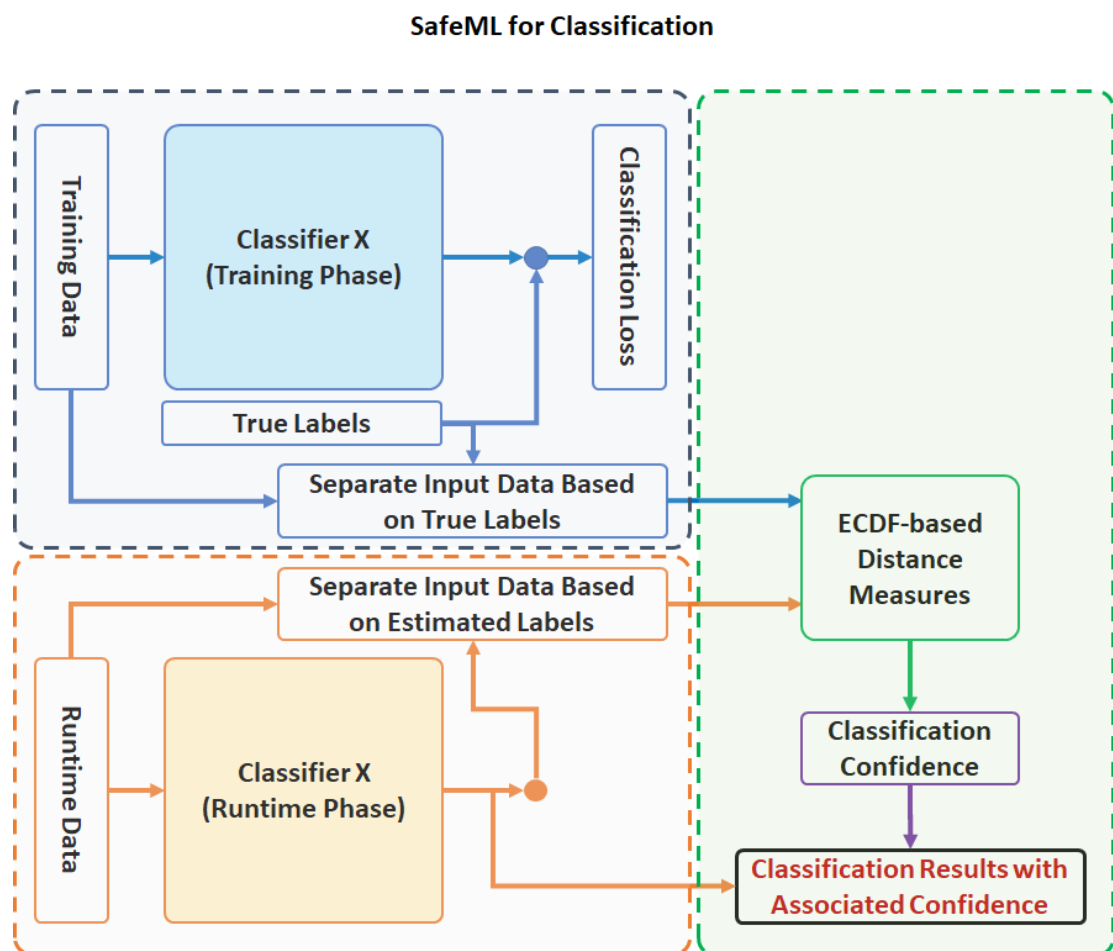 SafeML for Classification
Training Data
Classifier X
(Training Phase)
Classification Loss
True Labels
Separate Input Data Based
on True Labels
ECDF-based
Distance
Measures
Separate Input Data Based
on Estimated Labels
Runtime Data
Classifier X
(Runtime Phase)
Classification
Confidence
Classification Results with
Associated Confidence